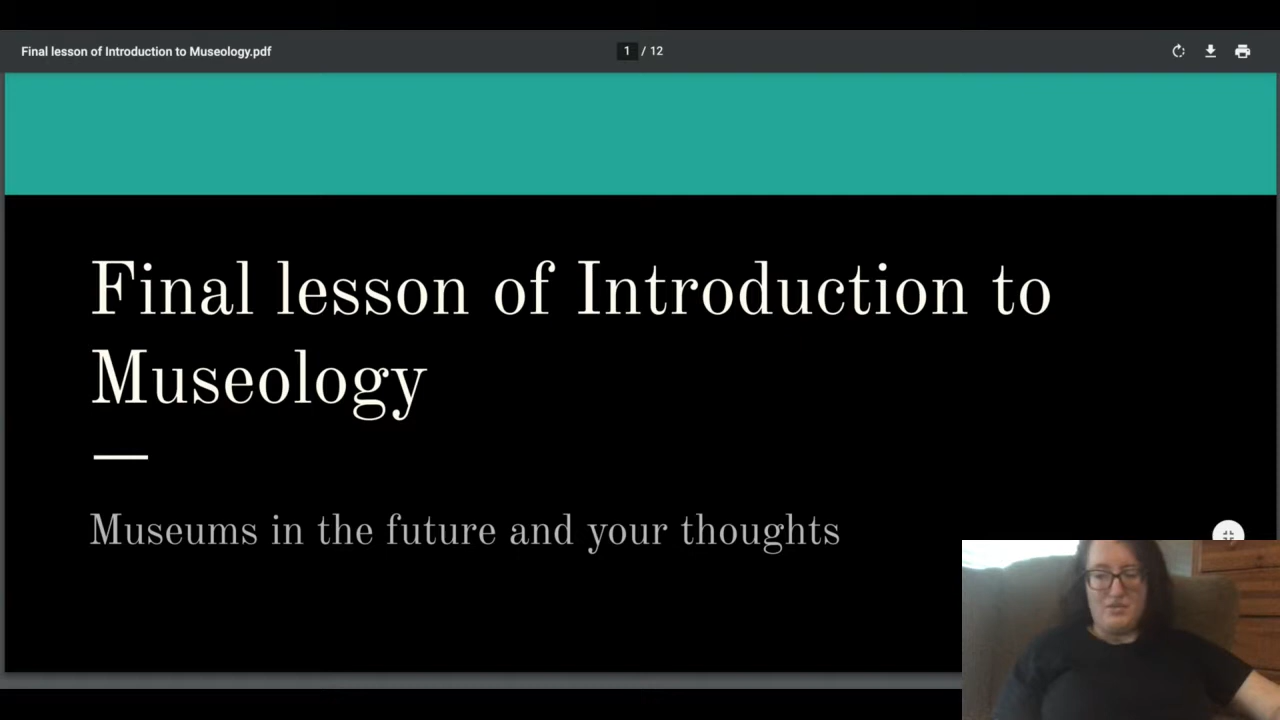 Final lesson of Introduction to Museology.pdf
1 / 12
Final lesson of Introduction to
Museology
Museums in the future and your thoughts